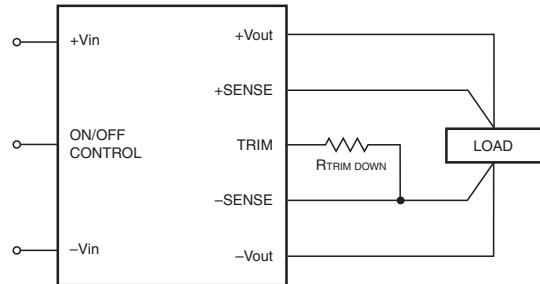 +Vin
ON/OFF
CONTROL
–Vin
+Vout
+SENSE
TRIM
–SENSE
–Vout
RTRIM DOWN
LOAD